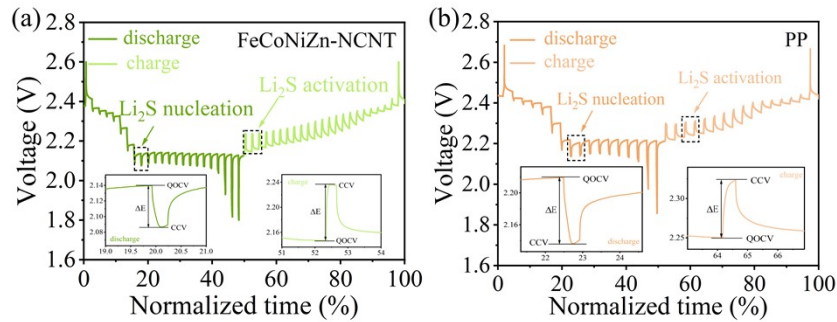 (a)
2.8
2.6
2.4
2.2
2.0
1.8
1.6
Voltage (V)
discharge
charge
FeCoNiZn-NCNT
Li2S nucleation
Li2S activation
2.14
2.12
2.10
2.08
QOCV
ΔE
CCV
discharge
19.0 19.5 20.0 20.5 21.0
charge
2.24
2.20
2.16
CCV
ΔE
QOCV
51 52 53 54
0 20 40 60 80 100
Normalized time (%)
(b)
2.8
2.6
2.4
2.2
2.0
1.8
1.6
Voltage (V)
discharge
charge
PP
Li2S nucleation
Li2S activation
2.20
2.16
QOCV
ΔE
CCV
discharge
22 23 24
charge
2.30
2.25
CCV
ΔE
QOCV
64 65 66
0 20 40 60 80 100
Normalized time (%)